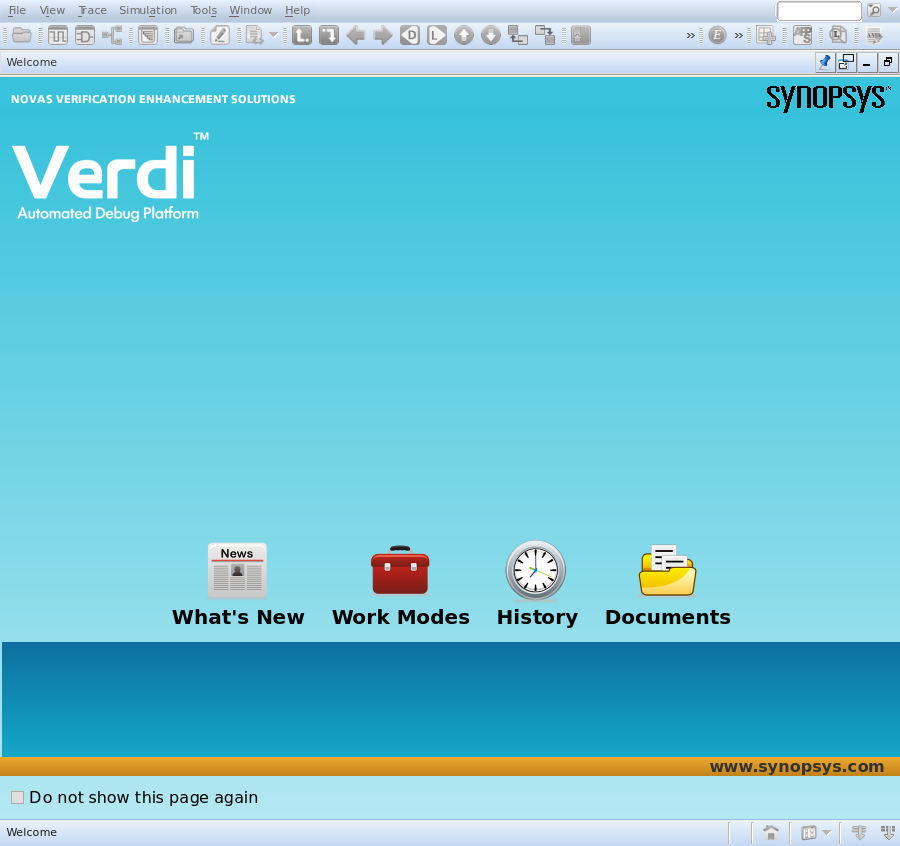 File View Trace Simulation Tools Window Help
Welcome
NOVAS VERIFICATION ENHANCEMENT SOLUTIONS
SYNOPSYS
Verdi™
Automated Debug Platform
News
What's New Work Modes History Documents
www.synopsys.com
Do not show this page again
Welcome